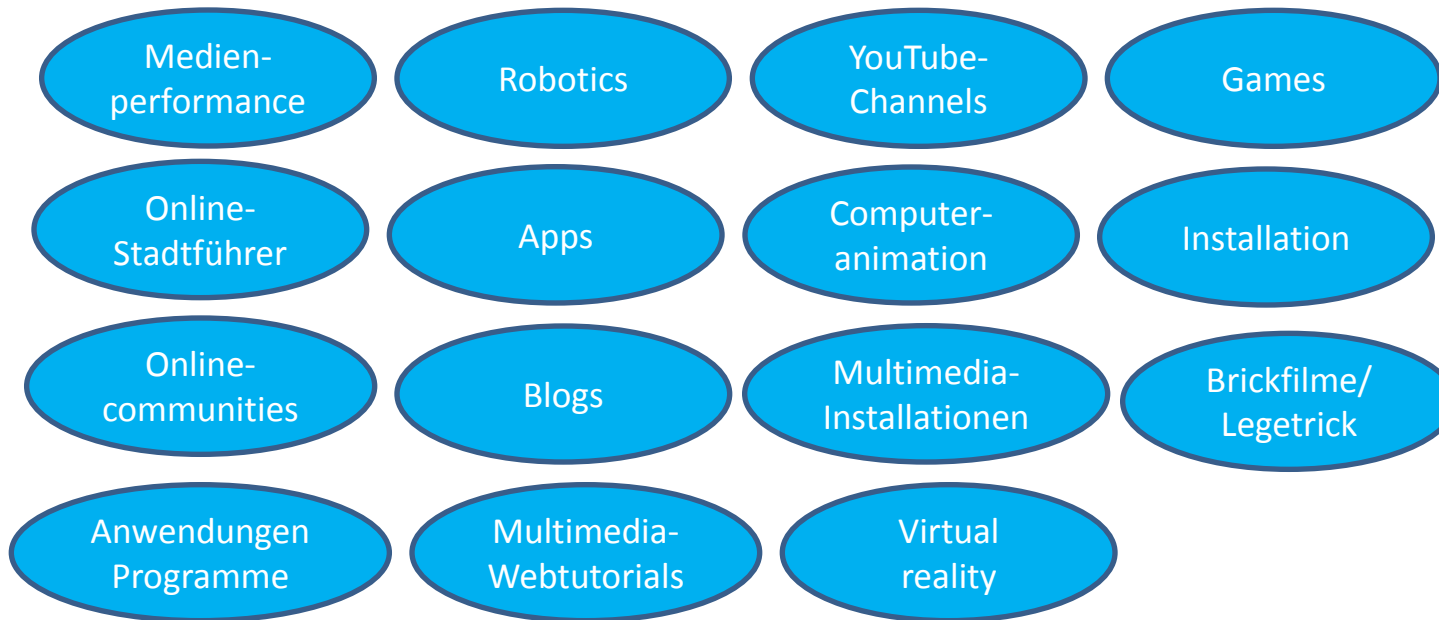 Medien-
performance
Robotics
YouTube-
Channels
Games
Online-
Stadtführer
Apps
Computer-
animation
Installation
Online-
communities
Blogs
Multimedia-
Installationen
Brickfilme/
Legetrick
Anwendungen
Programme
Multimedia-
Webtutorials
Virtual
reality